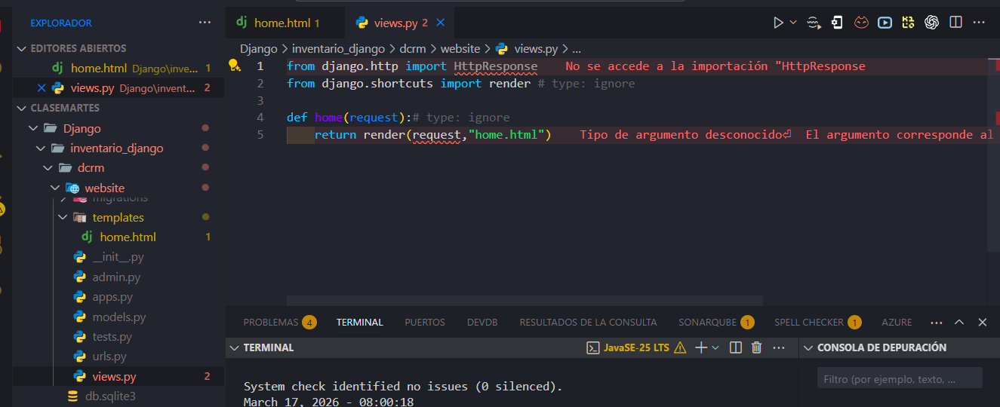 EXPLORADOR ...
EDITORES ABIERTOS
home.html Django\inve... 1
views.py Django\invent... 2
CLASEMARTES
Django
inventario_django
dcrm
website
migrations
templates
home.html 1
__init__.py
admin.py
apps.py
models.py
tests.py
urls.py
views.py 2
db.sqlite3
home.html 1
views.py 2
Django > inventario_django > dcrm > website > views.py > ...
1 from django.http import HttpResponse No se accede a la importación "HttpResponse
2 from django.shortcuts import render # type: ignore
3
4 def home(request):# type: ignore
5 return render(request,"home.html") Tipo de argumento desconocido⏎ El argumento corresponde al
PROBLEMAS 4 TERMINAL PUERTOS DEVDB RESULTADOS DE LA CONSULTA SONARQUBE 1 SPELL CHECKER 1 AZURE ...
TERMINAL JavaSE-25 LTS ...
System check identified no issues (0 silenced).
March 17, 2026 - 08:00:18
CONSOLA DE DEPURACIÓN
Filtro (por ejemplo, texto, ...